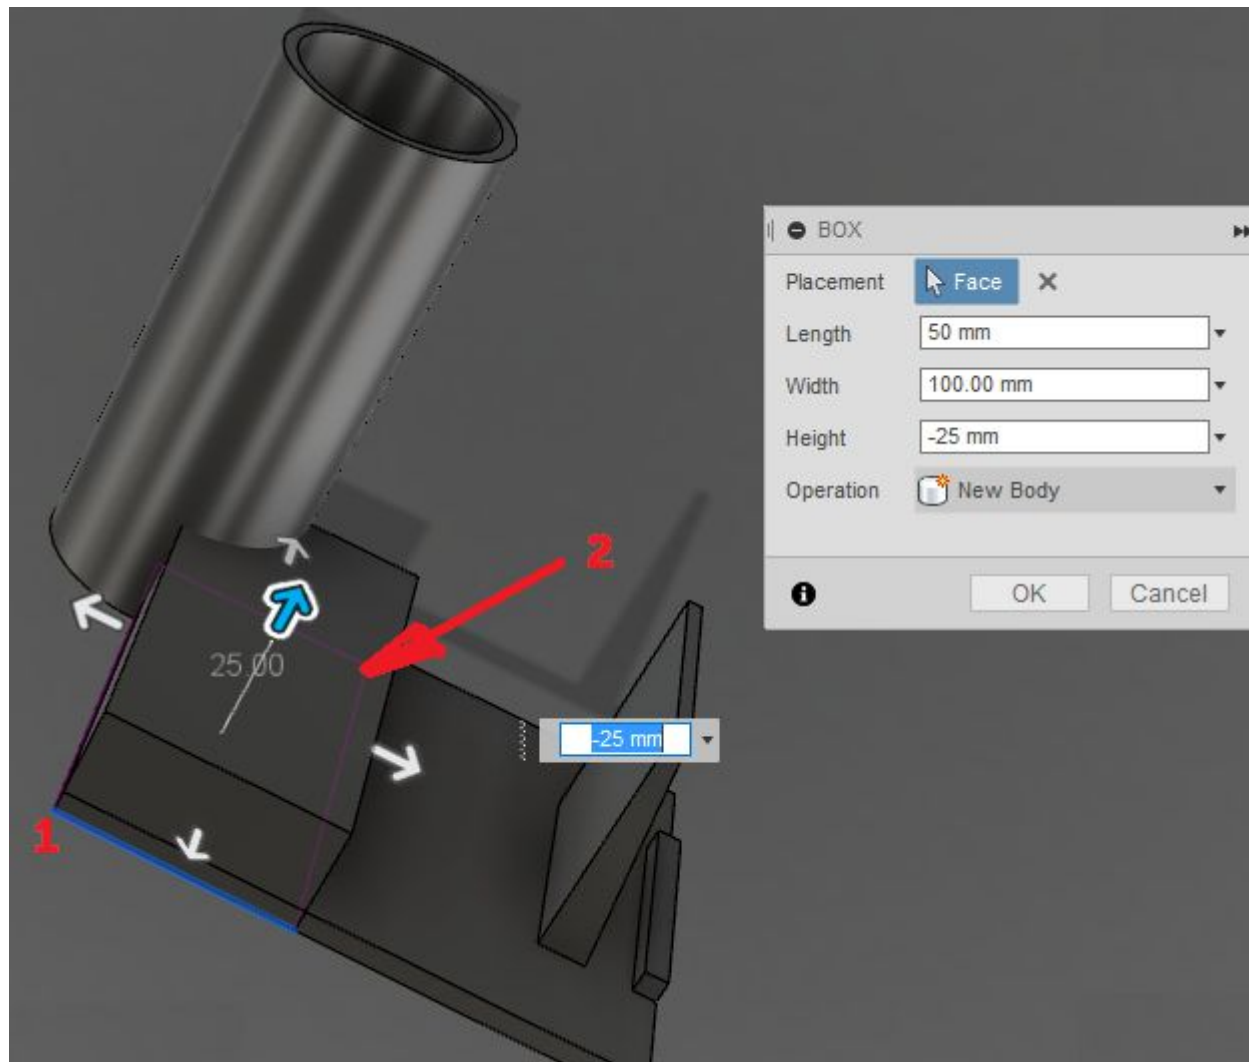 BOX
Placement Face
Length 50 mm
Width 100.00 mm
Height -25 mm
Operation New Body
OK Cancel
2
25.00
-25 mm
1